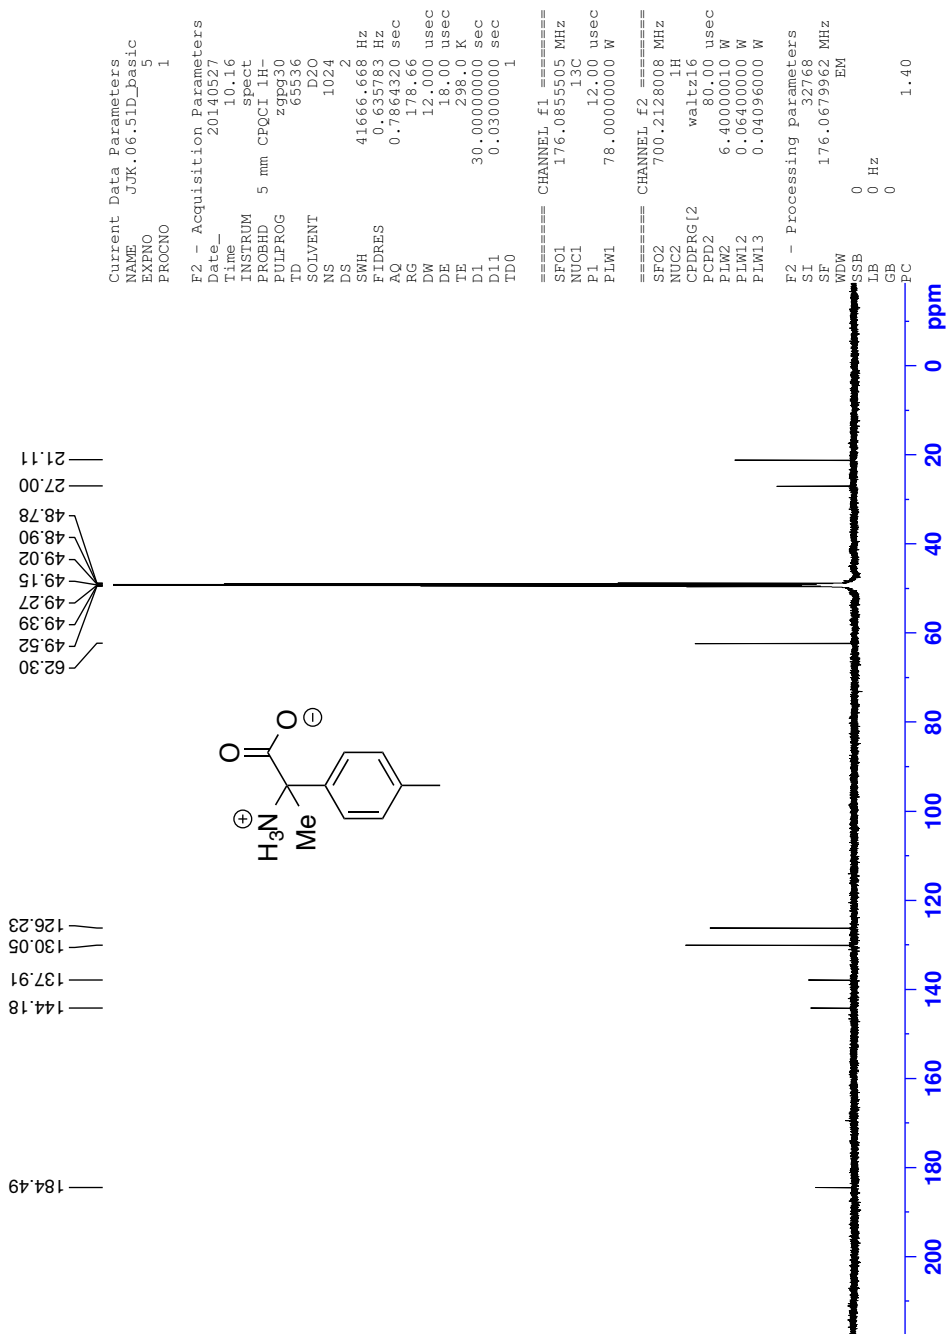 Current Data Parameters
NAME JJK.06.51D_basic
EXPNO 5
PROCNO 1
F2 - Acquisition Parameters
Date_ 20140527
Time 10.16
INSTRUM spect
PROBHD 5 mm CPQCI 1H-
PULPROG zgpg30
TD 65536
SOLVENT D2O
NS 1024
DS 2
SWH 41666.668 Hz
FIDRES 0.635783 Hz
AQ 0.7864320 sec
RG 178.66
DW 12.000 usec
DE 18.00 usec
TE 298.0 K
D1 30.00000000 sec
D11 0.03000000 sec
TD0 1
======== CHANNEL f1 ========
SFO1 176.0855505 MHz
NUC1 13C
P1 12.00 usec
PLW1 78.00000000 W
======== CHANNEL f2 ========
SFO2 700.2128008 MHz
NUC2 1H
CPDPRG[2 waltz16
PCPD2 80.00 usec
PLW2 6.40000010 W
PLW12 0.06400000 W
PLW13 0.04096000 W
F2 - Processing parameters
SI 32768
SF 176.0679962 MHz
WDW EM
SSB 0
LB 0 Hz
GB 0
PC 1.40
184.49
144.18
137.91
130.05
126.23
62.30
49.52
49.39
49.27
49.15
49.02
48.90
48.78
27.00
21.11
O
O
⊖
⊕
H3N
Me
200 180 160 140 120 100 80 60 40 20 0 ppm